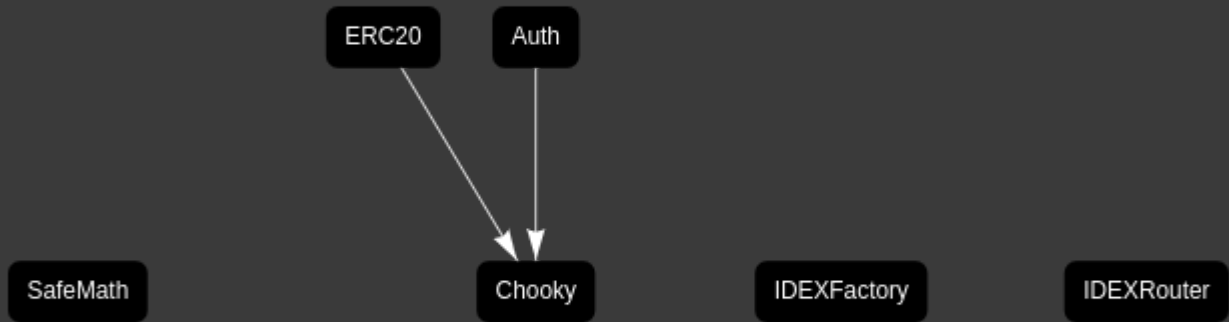 ERC20
Auth
SafeMath
Chooky
IDEXFactory
IDEXRouter